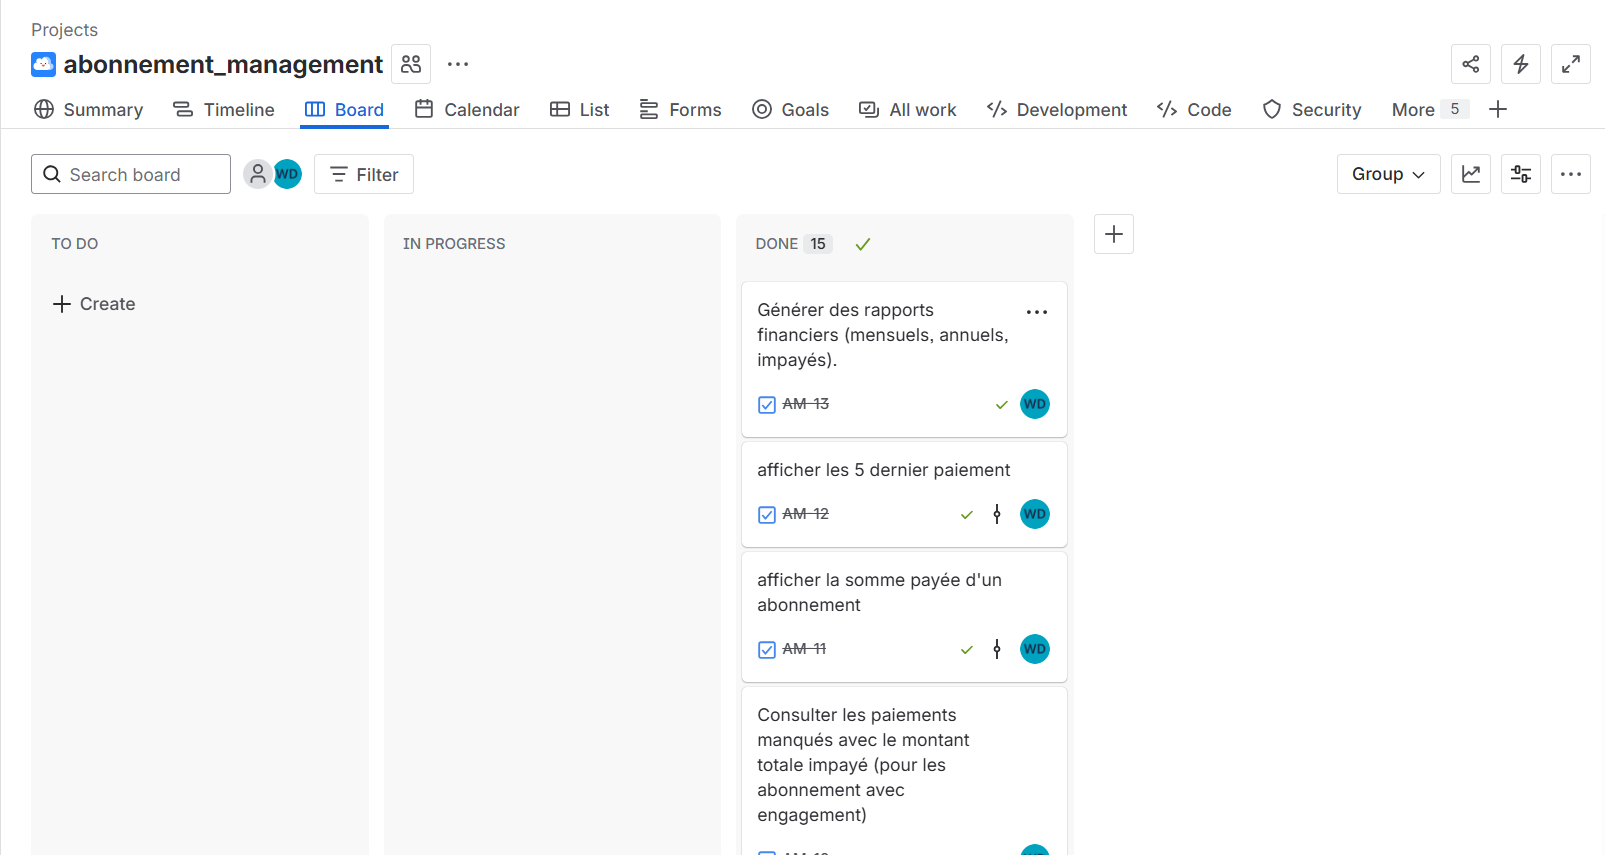 Projects
abonnement_management
Summary
Timeline
Board
Calendar
List
Forms
Goals
All work
Development
Code
Security
More 5
Search board
WD
Filter
Group
TO DO
Create
IN PROGRESS
DONE 15
Générer des rapports
financiers (mensuels, annuels,
impayés).
AM-13
WD
afficher les 5 dernier paiement
AM-12
WD
afficher la somme payée d'un
abonnement
AM-11
WD
Consulter les paiements
manqués avec le montant
totale impayé (pour les
abonnement avec
engagement)